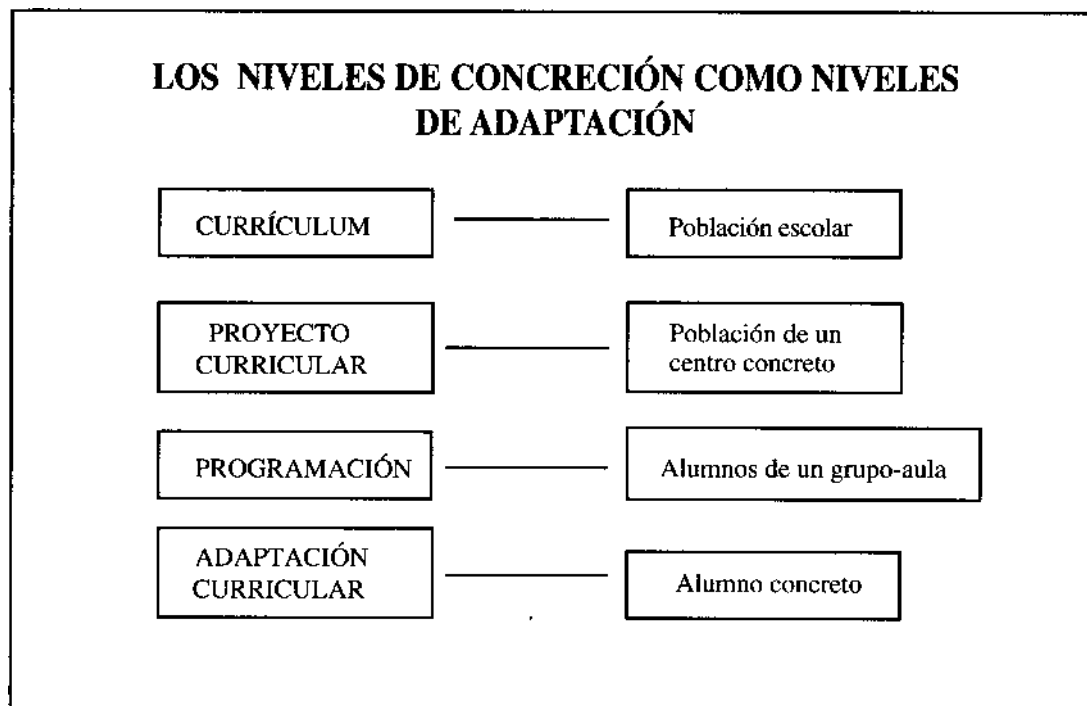 LOS NIVELES DE CONCRECIÓN COMO NIVELES
DE ADAPTACIÓN
CURRÍCULUM
Población escolar
PROYECTO
CURRICULAR
Población de un
centro concreto
PROGRAMACIÓN
Alumnos de un grupo-aula
ADAPTACIÓN
CURRICULAR
Alumno concreto